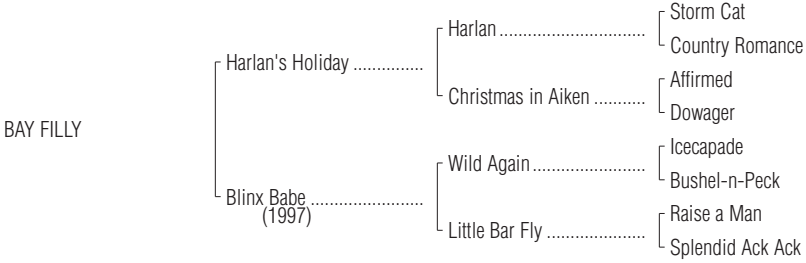 Storm Cat
Harlan ..............................
Country Romance
Harlan's Holiday ...............
Affirmed
Christmas in Aiken ...........
Dowager
BAY FILLY
Icecapade
Wild Again ........................
Bushel-n-Peck
Blinx Babe ........................
(1997)
Raise a Man
Little Bar Fly .....................
Splendid Ack Ack